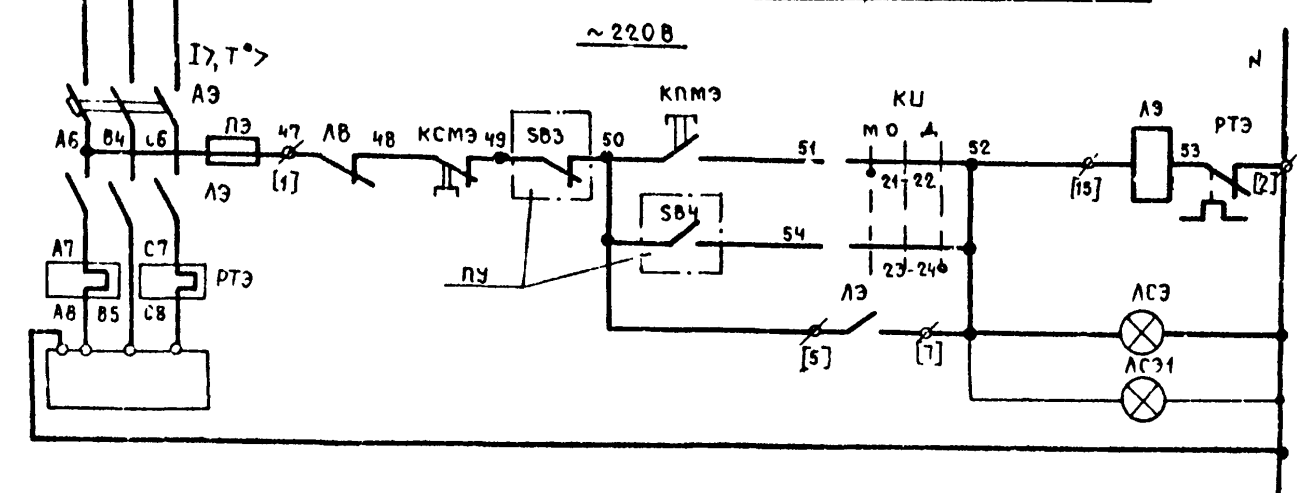 ~220В
N
I>, T°>
АЭ
КПМЭ
КЦ
ЛЭ
РТЭ
А6 В4 С6
ПЭ
47
ЛВ
48
КСМЭ
49
SB3
50
51
М О Д
52
53
[1]
21-22
[15]
[2]
ЛЭ
SB4
54
23-24
А7 С7
РТЭ
ПУ
ЛЭ
ЛСЭ
А8 В5 С8
[5]
[7]
ЛСЭ1